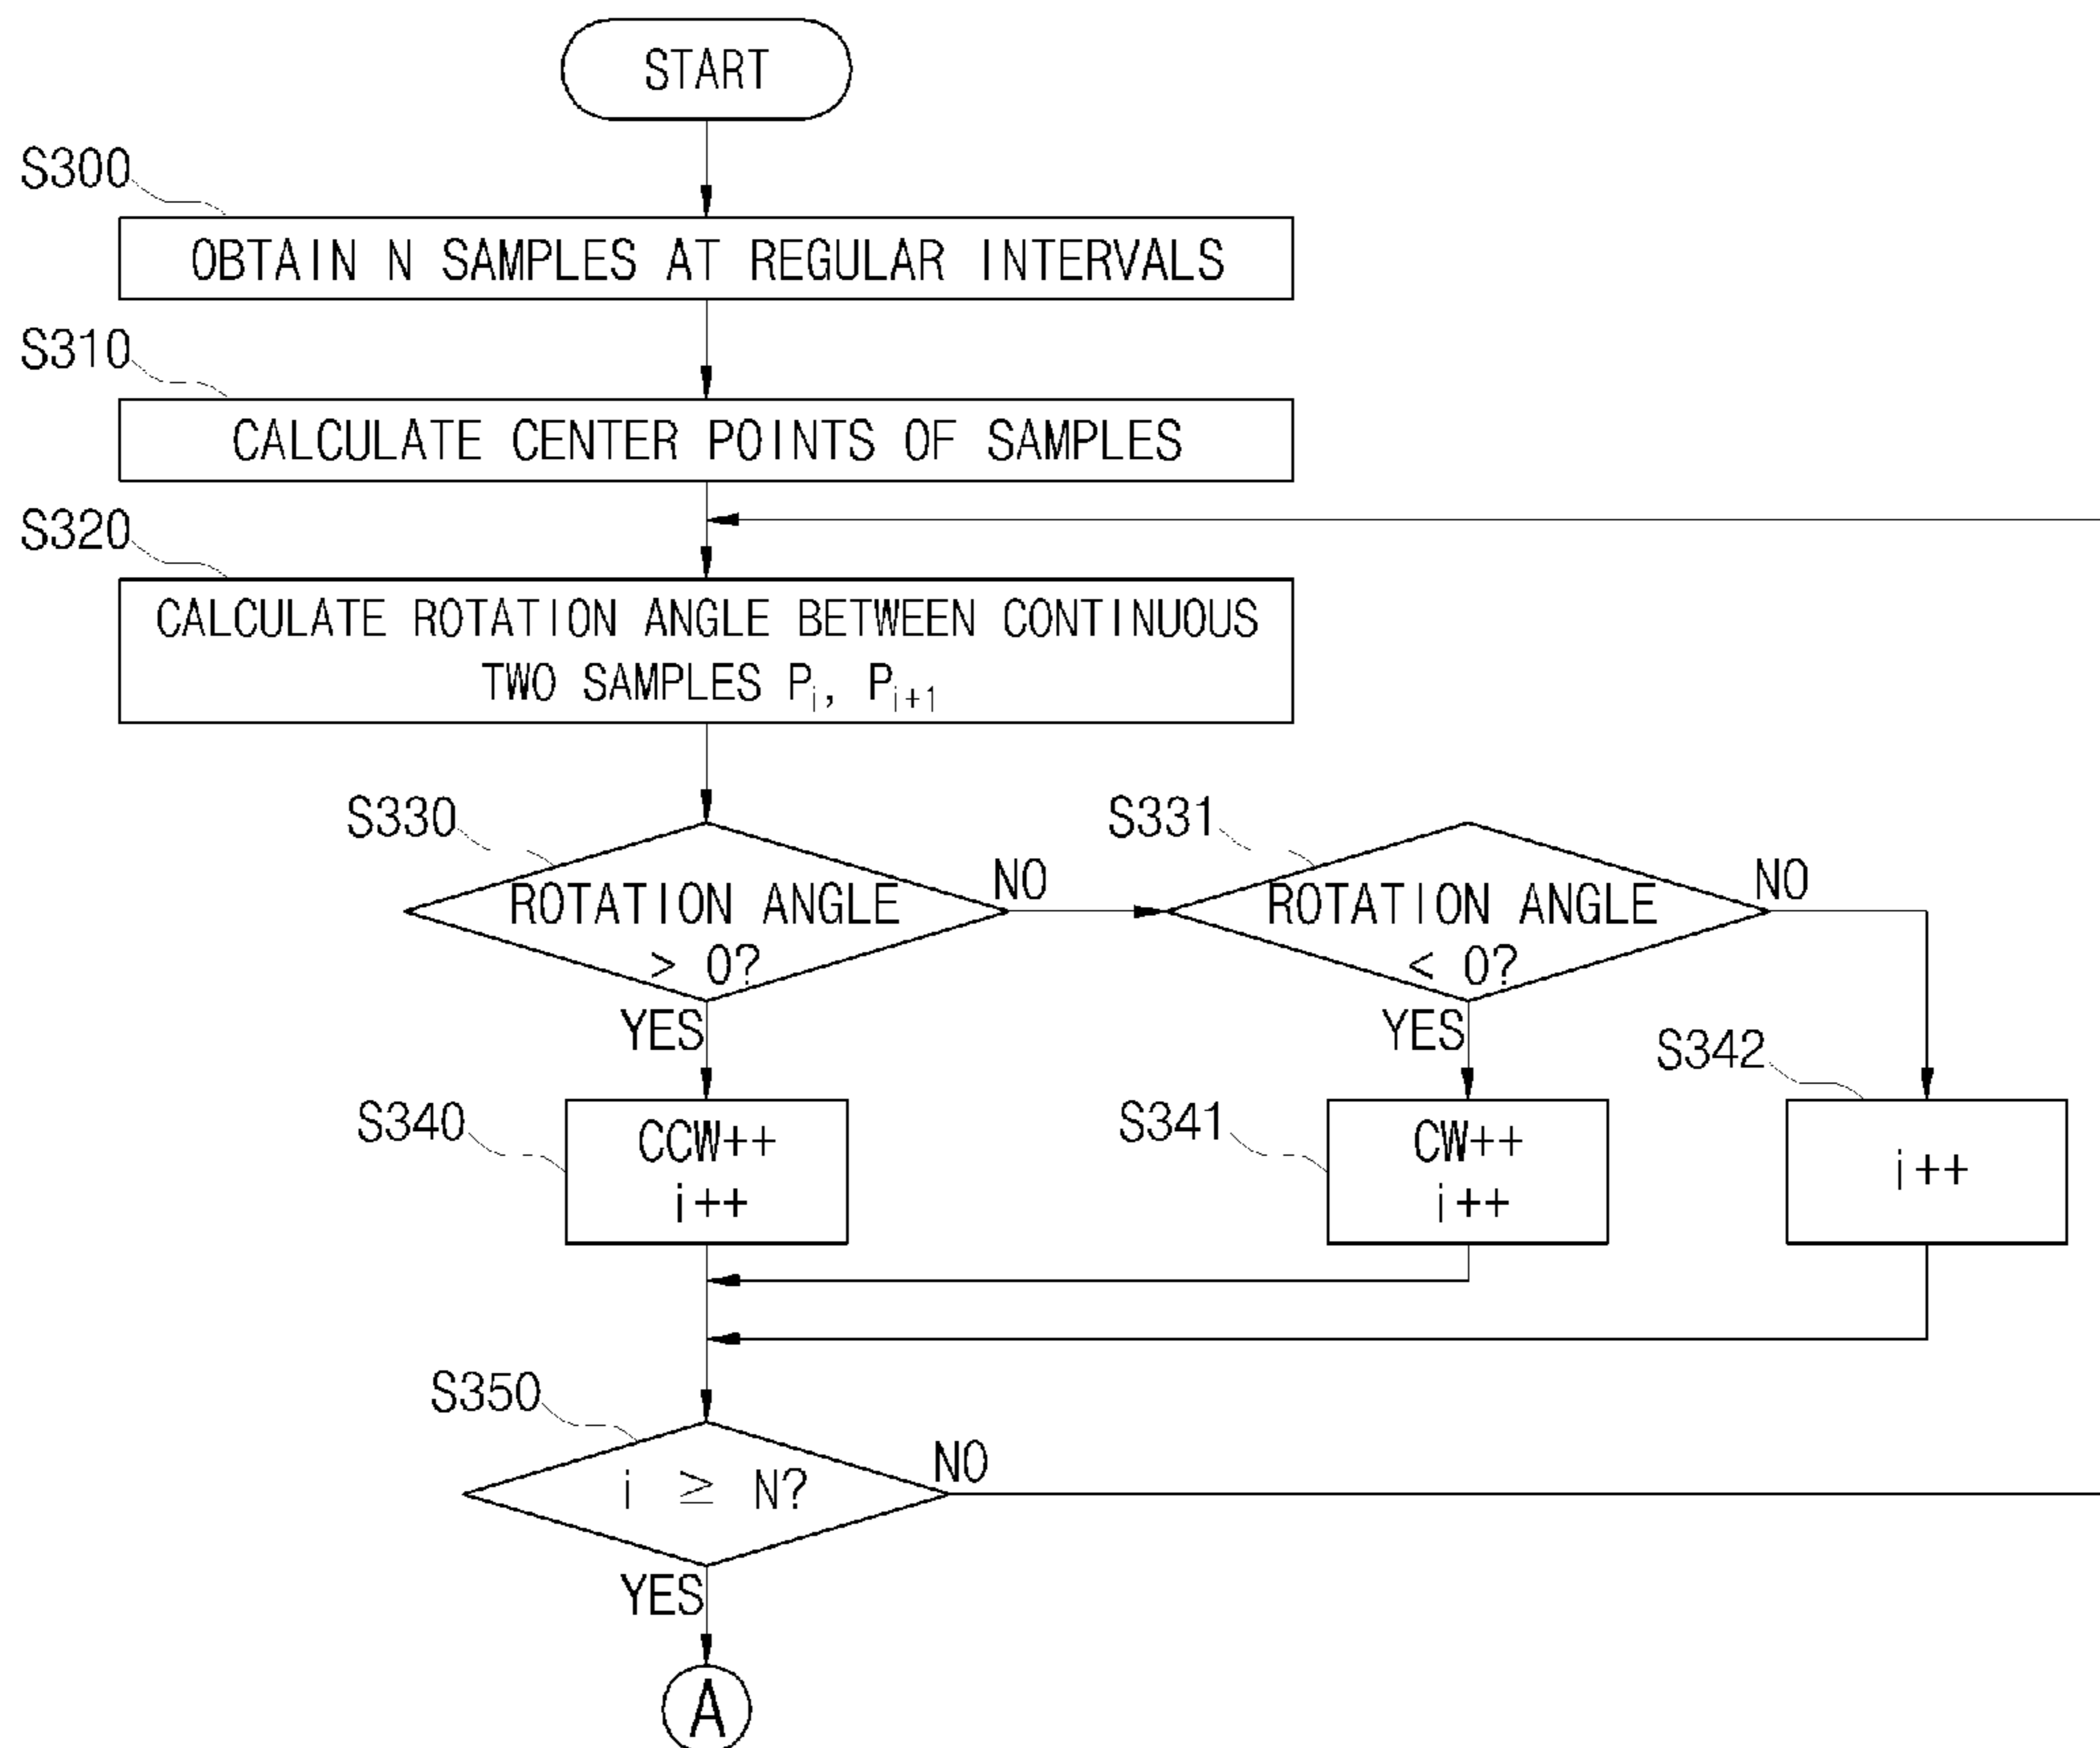 START
S300
OBTAIN N SAMPLES AT REGULAR INTERVALS
S310
CALCULATE CENTER POINTS OF SAMPLES
S320
CALCULATE ROTATION ANGLE BETWEEN CONTINUOUS
TWO SAMPLES Pi, Pi+1
S330
ROTATION ANGLE
> 0?
NO
YES
S331
ROTATION ANGLE
< 0?
NO
YES
S340
CCW++
i++
S341
CW++
i++
S342
i++
S350
i ≥ N?
NO
YES
A